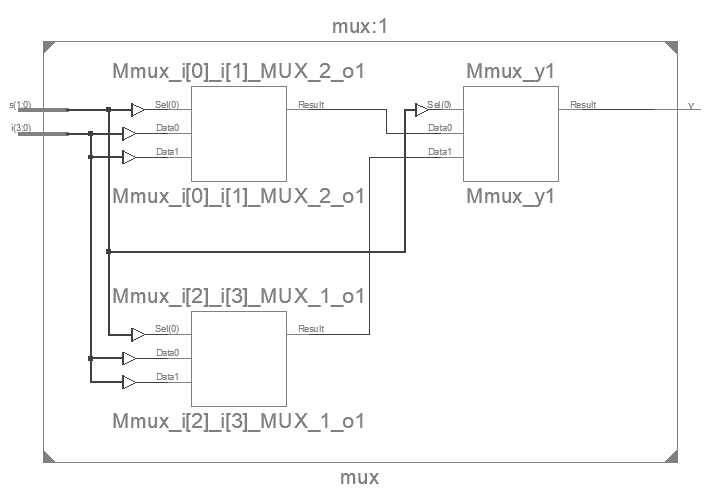 mux:1
Mmux_i[0]_i[1]_MUX_2_o1
Mmux_y1
s(1:0)
Sel(0)
Result
Sel(0)
Result
y
i(3:0)
Data0
Data0
Data1
Data1
Mmux_i[0]_i[1]_MUX_2_o1
Mmux_y1
Mmux_i[2]_i[3]_MUX_1_o1
Sel(0)
Result
Data0
Data1
Mmux_i[2]_i[3]_MUX_1_o1
mux